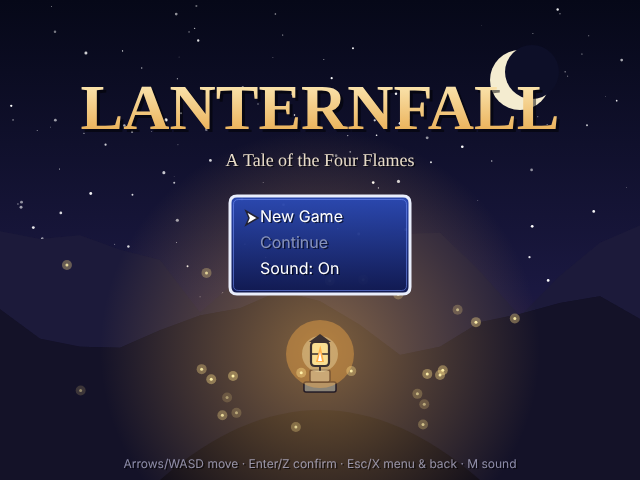 LANTERNFALL
A Tale of the Four Flames
New Game
Continue
Sound: On
Arrows/WASD move · Enter/Z confirm · Esc/X menu & back · M sound